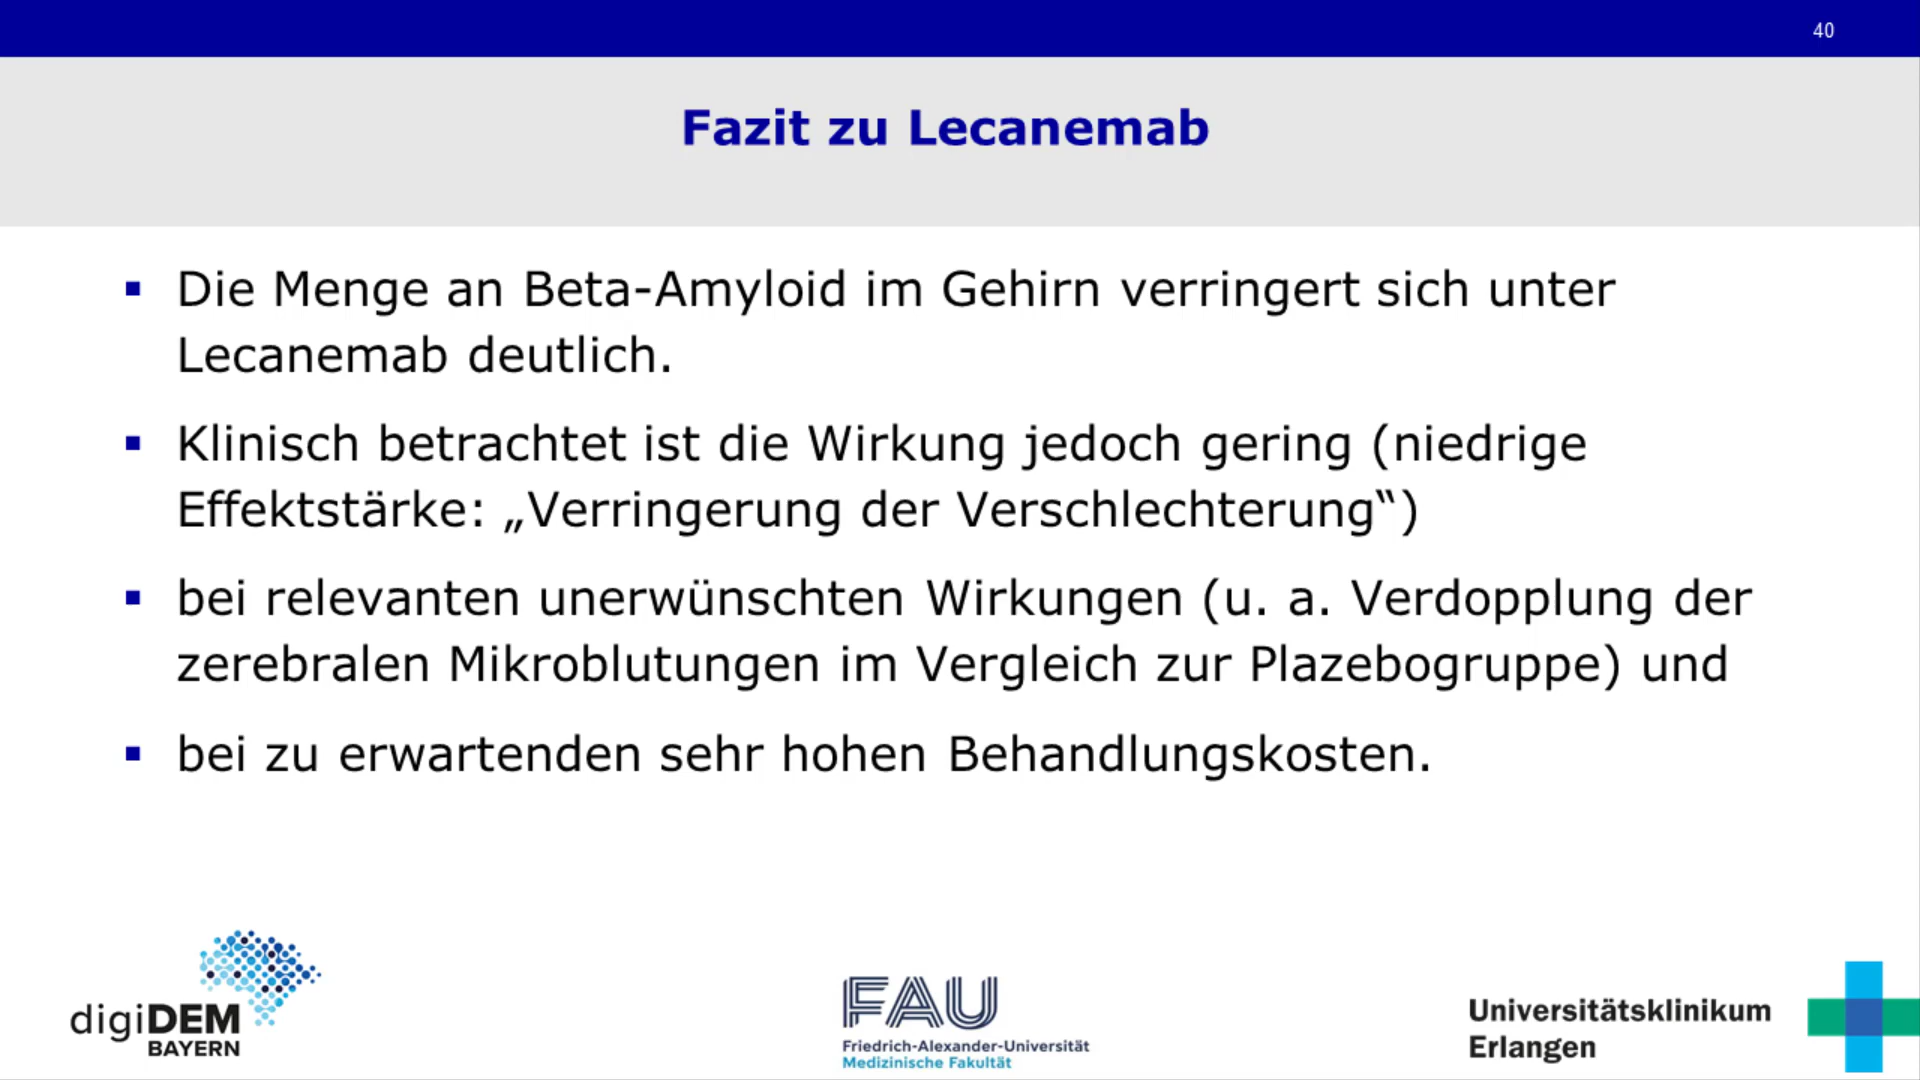 40
Fazit zu Lecanemab
▪ Die Menge an Beta-Amyloid im Gehirn verringert sich unter
Lecanemab deutlich.
▪ Klinisch betrachtet ist die Wirkung jedoch gering (niedrige
Effektstärke: „Verringerung der Verschlechterung“)
▪ bei relevanten unerwünschten Wirkungen (u. a. Verdopplung der
zerebralen Mikroblutungen im Vergleich zur Plazebogruppe) und
▪ bei zu erwartenden sehr hohen Behandlungskosten.
digiDEM
BAYERN
FAU
Friedrich-Alexander-Universität
Medizinische Fakultät
Universitätsklinikum
Erlangen